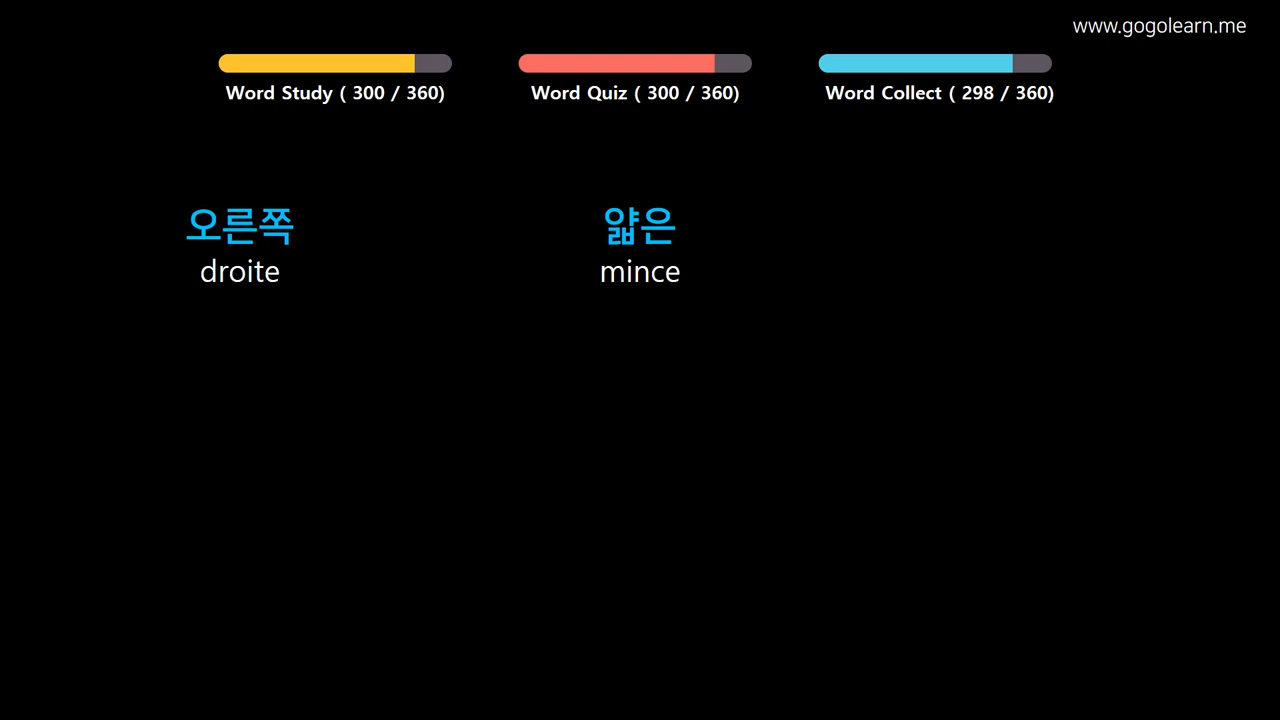 www.gogolearn.me
Word Study ( 300 / 360)
Word Quiz ( 300 / 360)
Word Collect ( 298 / 360)
오른쪽
droite
얇은
mince